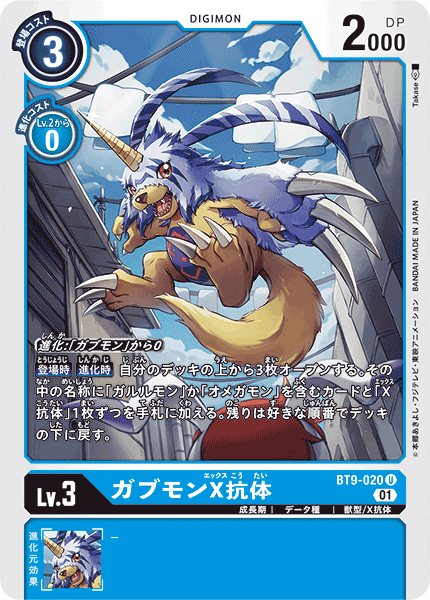 DIGIMON
登場コスト
3
DP
2000
進化コスト
Lv.2から
0
Takase
©本郷あきよし・フジテレビ・東映アニメーション BANDAI MADE IN JAPAN
進化:「ガブモン」から0
登場時 進化時 自分のデッキの上から3枚オープンする。その
中の名称に「ガルルモン」か「オメガモン」を含むカードと「X
抗体」1枚ずつを手札に加える。残りは好きな順番でデッキ
の下に戻す。
Lv.3
ガブモンX抗体
BT9-020 U
01
成長期 | データ種 | 獣型/X抗体
進化元効果
–